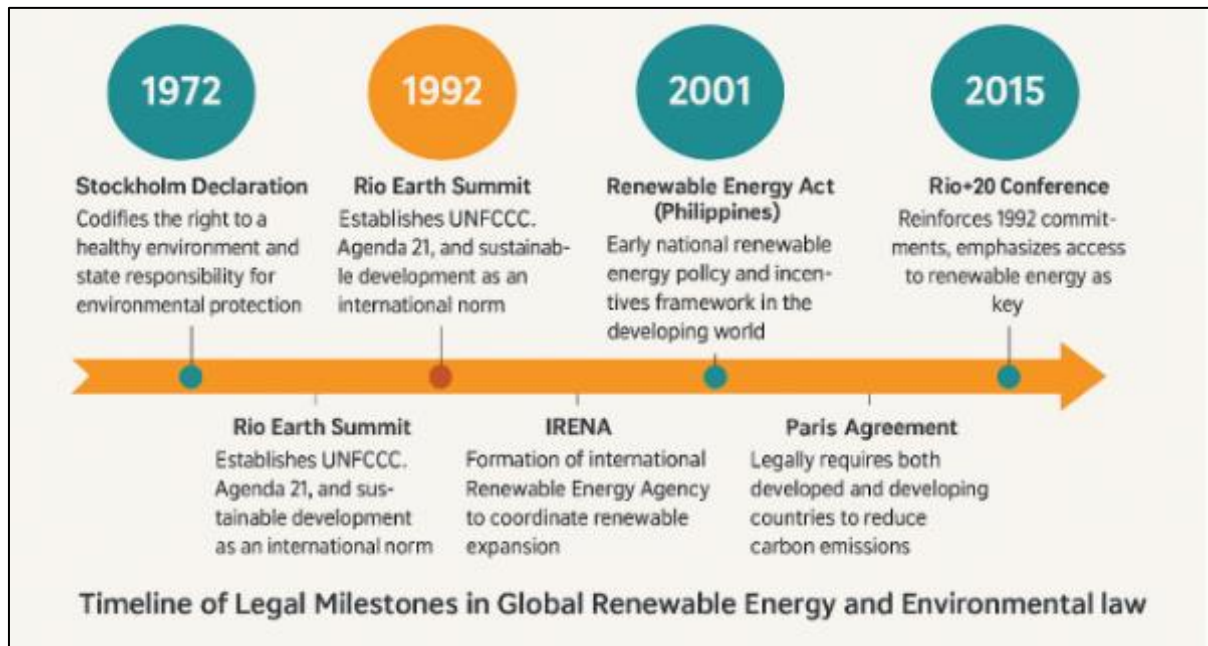 1972
1992
2001
2015
Stockholm Declaration
Codifies the right to a
healthy environment and
state responsibility for
environmental protection
Rio Earth Summit
Establishes UNFCCC.
Agenda 21, and sustainab-
le development as an
international norm
Renewable Energy Act
(Philippines)
Early national renewable
energy policy and incen-
tives framework in the
developing world
Rio+20 Conference
Reinforces 1992 commit-
ments, emphasizes access
to renewable energy as
key
Rio Earth Summit
Establishes UNFCCC.
Agenda 21, and sus-
tainable development
as an international norm
IRENA
Formation of international
Renewable Energy Agency
to coordinate renewable
expansion
Paris Agreement
Legally requires both
developed and developing
countries to reduce
carbon emissions
Timeline of Legal Milestones in Global Renewable Energy and Environmental law